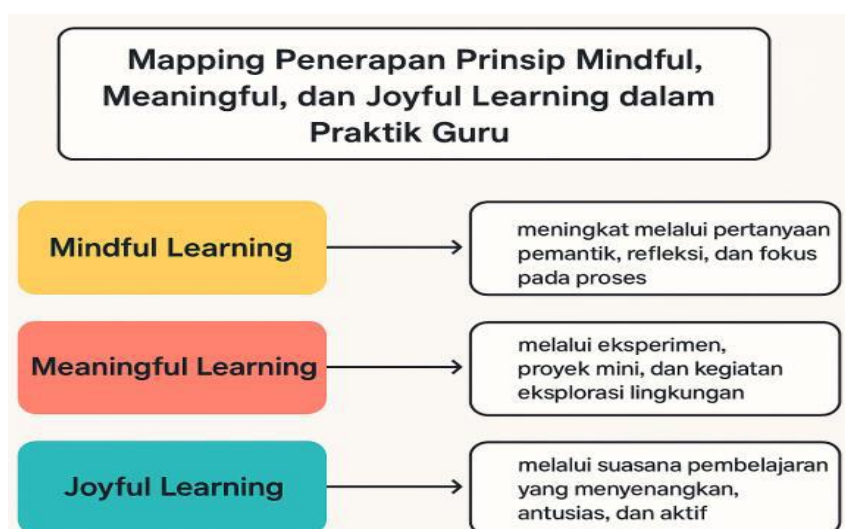 Mapping Penerapan Prinsip Mindful,
Meaningful, dan Joyful Learning dalam
Praktik Guru
Mindful Learning
meningkat melalui pertanyaan
pemantik, refleksi, dan fokus
pada proses
Meaningful Learning
melalui eksperimen,
proyek mini, dan kegiatan
eksplorasi lingkungan
Joyful Learning
melalui suasana pembelajaran
yang menyenangkan,
antusias, dan aktif